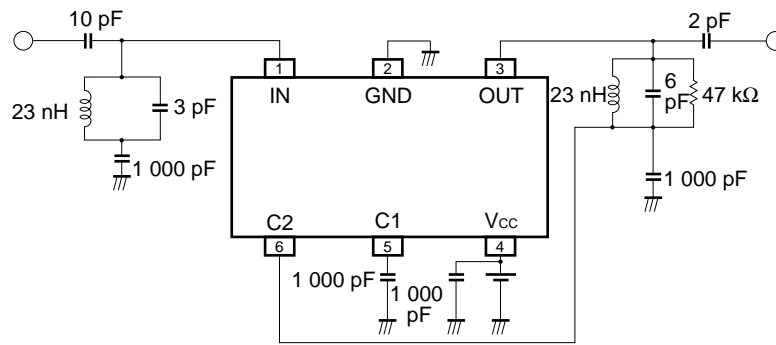 10 pF
2 pF
1
2
3
IN
GND
OUT
23 nH
3 pF
1 000 pF
23 nH
6
pF
47 kΩ
1 000 pF
C2
C1
VCC
6
5
4
1 000 pF
1 000
pF